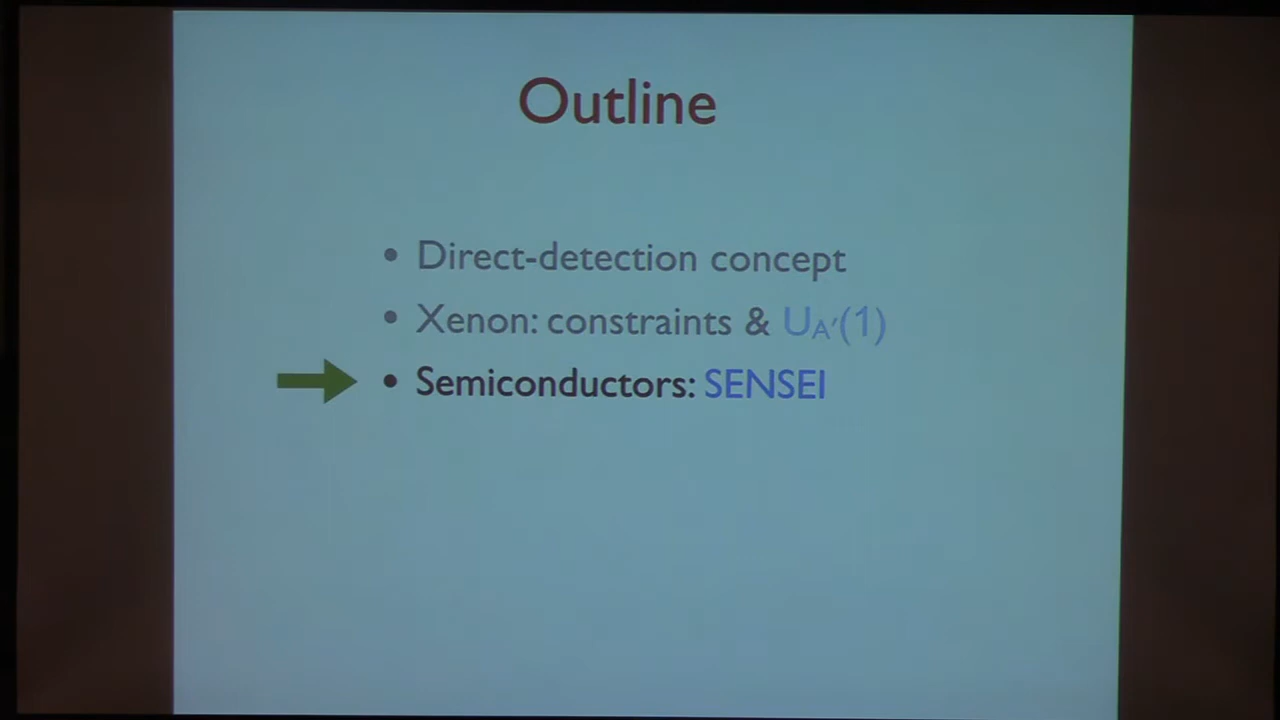 Outline
• Direct-detection concept
• Xenon: constraints & U_A′(1)
• Semiconductors: SENSEI